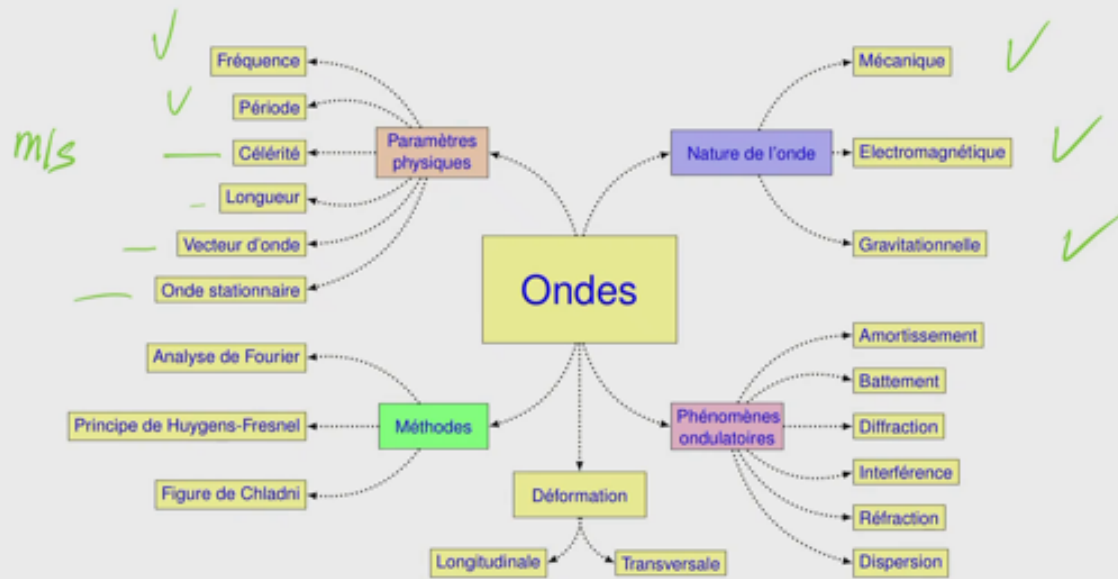 Fréquence
Période
m/s
Célérité
Longueur
Vecteur d'onde
Onde stationnaire
Paramètres
physiques
Nature de l'onde
Mécanique
Electromagnétique
Gravitationnelle
Ondes
Analyse de Fourier
Principe de Huygens-Fresnel
Figure de Chladni
Méthodes
Déformation
Longitudinale
Transversale
Phénomènes
ondulatoires
Amortissement
Battement
Diffraction
Interférence
Réfraction
Dispersion